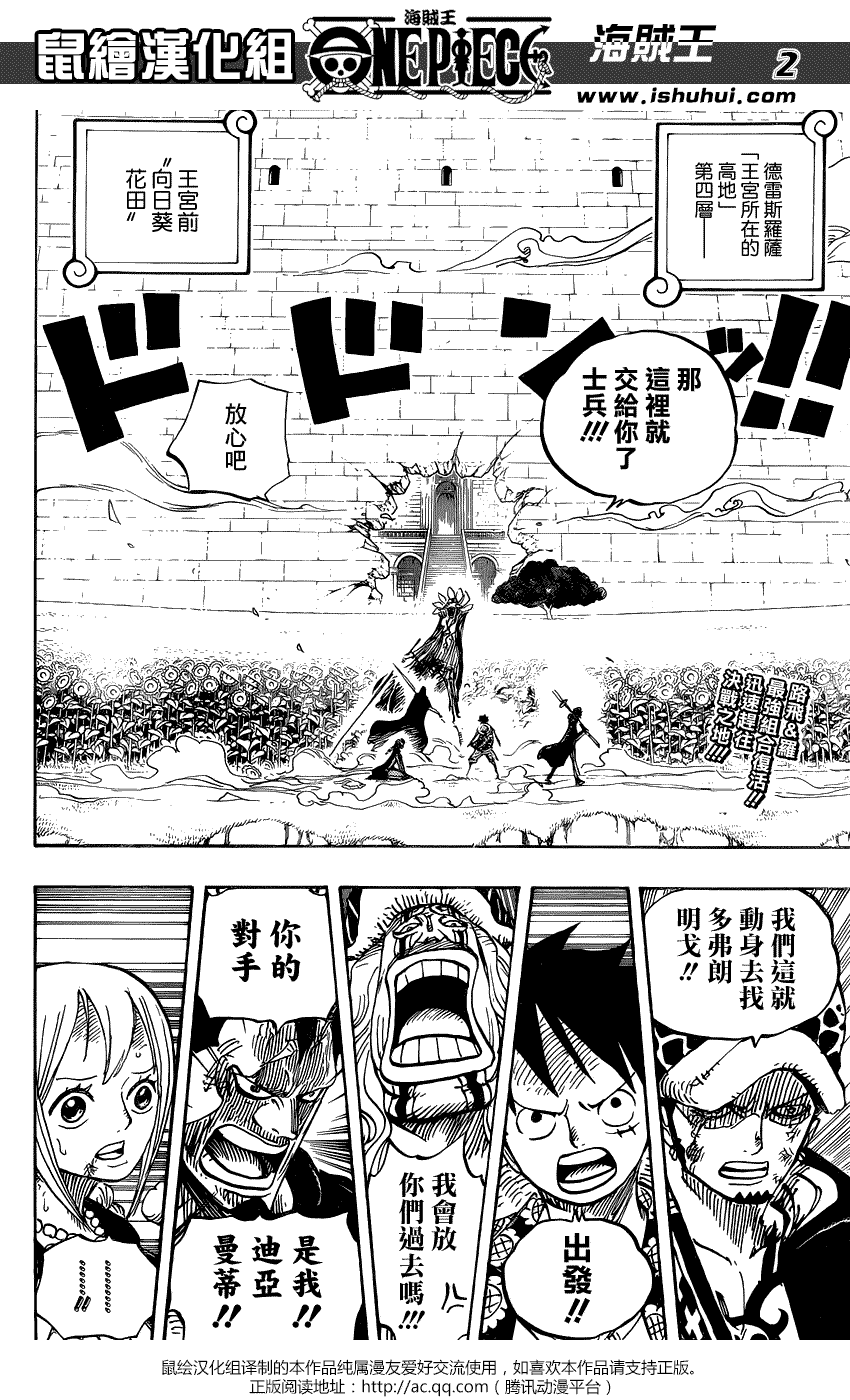 鼠繪漢化組
海賊王
ONE PIECE
海賊王
2
www.ishuhui.com
德雷斯羅薩
「王宮所在的
高地」
第四層——
王宮前
〝向日葵
花田〞
ドドンッ!!
那
這裡就
交給你了
士兵!!!
放心吧
路飛&羅
最強組合復活!!
迅速趕往
決戰之地!!!
我們這就
動身去找
多弗朗
明戈!!
出發!!
我會放
你們過去嗎!!!
你的
對手
是我
迪亞
曼蒂!!
……!!
鼠绘汉化组译制的本作品纯属漫友爱好交流使用，如喜欢本作品请支持正版。
正版阅读地址：http://ac.qq.com（腾讯动漫平台）